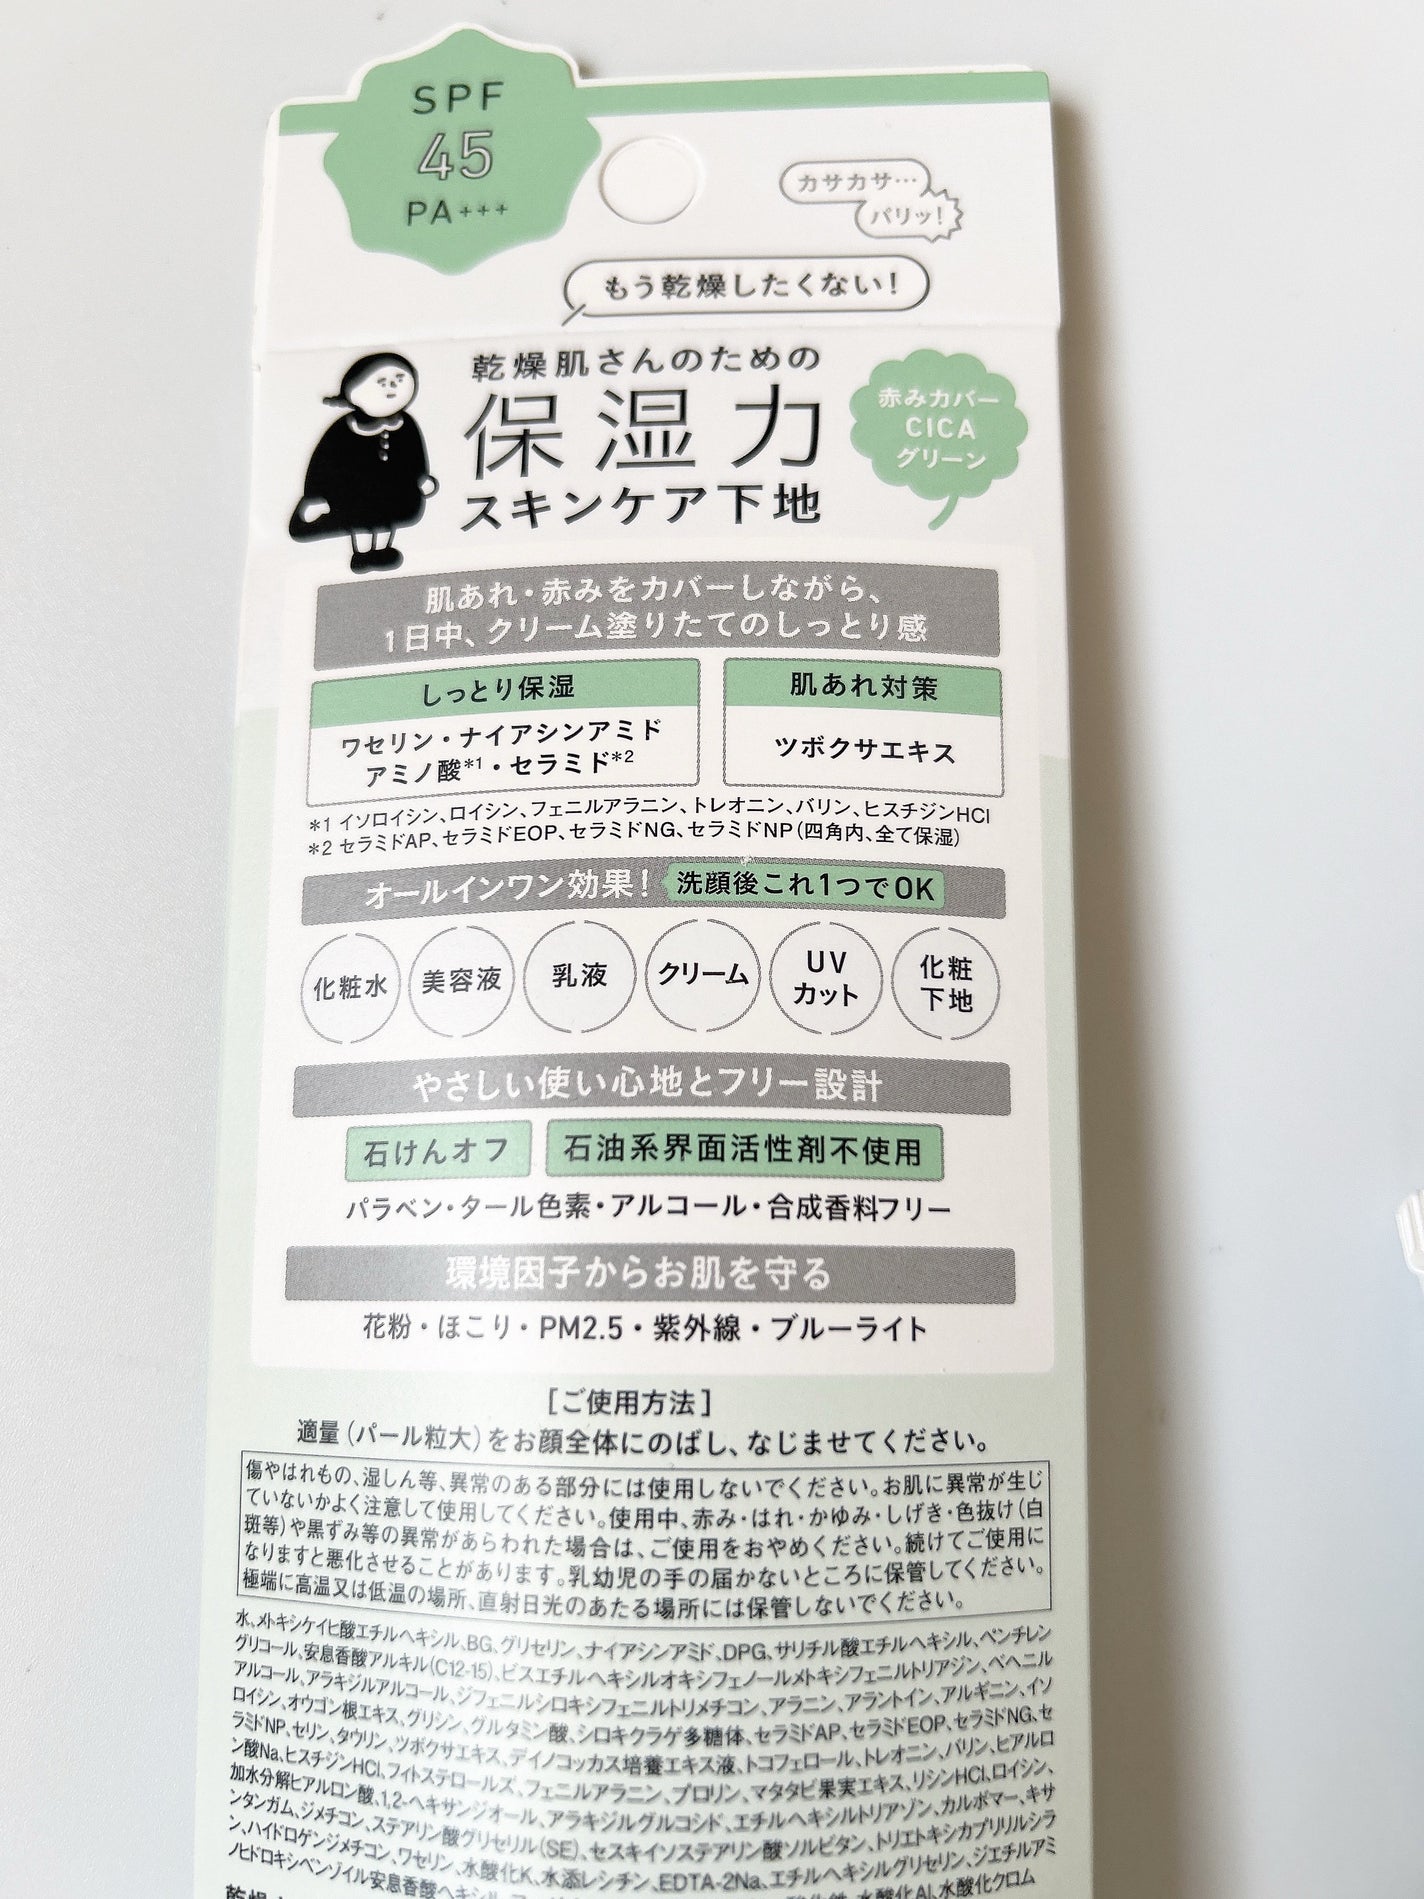 SPF
45
PA+++
カサカサ…
パリッ!
もう乾燥したくない!
乾燥肌さんのための
保湿力
スキンケア下地
赤みカバー
CICA
グリーン
肌あれ・赤みをカバーしながら、
1日中、クリーム塗りたてのしっとり感
しっとり保湿
ワセリン・ナイアシンアミド
アミノ酸*1・セラミド*2
肌あれ対策
ツボクサエキス
*1 イソロイシン、ロイシン、フェニルアラニン、トレオニン、バリン、ヒスチジンHCl
*2 セラミドAP、セラミドEOP、セラミドNG、セラミドNP(四角内、全て保湿)
オールインワン効果! 洗顔後これ1つでOK
化粧水
美容液
乳液
クリーム
UV
カット
化粧
下地
やさしい使い心地とフリー設計
石けんオフ
石油系界面活性剤不使用
パラベン・タール色素・アルコール・合成香料フリー
環境因子からお肌を守る
花粉・ほこり・PM2.5・紫外線・ブルーライト
[ご使用方法]
適量(パール粒大)をお顔全体にのばし、なじませてください。
傷やはれもの、湿しん等、異常のある部分には使用しないでください。お肌に異常が生じ
ていないかよく注意して使用してください。使用中、赤み・はれ・かゆみ・しげき・色抜け(白
斑等)や黒ずみ等の異常があらわれた場合は、ご使用をおやめください。続けてご使用に
なりますと悪化させることがあります。乳幼児の手の届かないところに保管してください。
極端に高温又は低温の場所、直射日光のあたる場所には保管しないでください。
水、メトキシケイヒ酸エチルヘキシル、BG、グリセリン、ナイアシンアミド、DPG、サリチル酸エチルヘキシル、ペンチレン
グリコール、安息香酸アルキル(C12-15)、ビスエチルヘキシルオキシフェノールメトキシフェニルトリアジン、ベヘニル
アルコール、アラキジルアルコール、ジフェニルシロキシフェニルトリメチコン、アラニン、アラントイン、アルギニン、イソ
ロイシン、オウゴン根エキス、グリシン、グルタミン酸、シロキクラゲ多糖体、セラミドAP、セラミドEOP、セラミドNG、セ
ラミドNP、セリン、タウリン、ツボクサエキス、デイノコッカス培養エキス液、トコフェロール、トレオニン、バリン、ヒアルロ
ン酸Na、ヒスチジンHCl、フィトステロールズ、フェニルアラニン、プロリン、マタタビ果実エキス、リシンHCl、ロイシン、
加水分解ヒアルロン酸、1,2-ヘキサンジオール、アラキジルグルコシド、エチルヘキシルトリアゾン、カルボマー、キサ
ンタンガム、ジメチコン、ステアリン酸グリセリル(SE)、セスキイソステアリン酸ソルビタン、トリエトキシカプリリルシラ
ン、ハイドロゲンジメチコン、ワセリン、水酸化K、水添レシチン、EDTA-2Na、エチルヘキシルグリセリン、ジエチルアミ
ノヒドロキシベンゾイル安息香酸ヘキシル、 水酸化Al、水酸化クロム